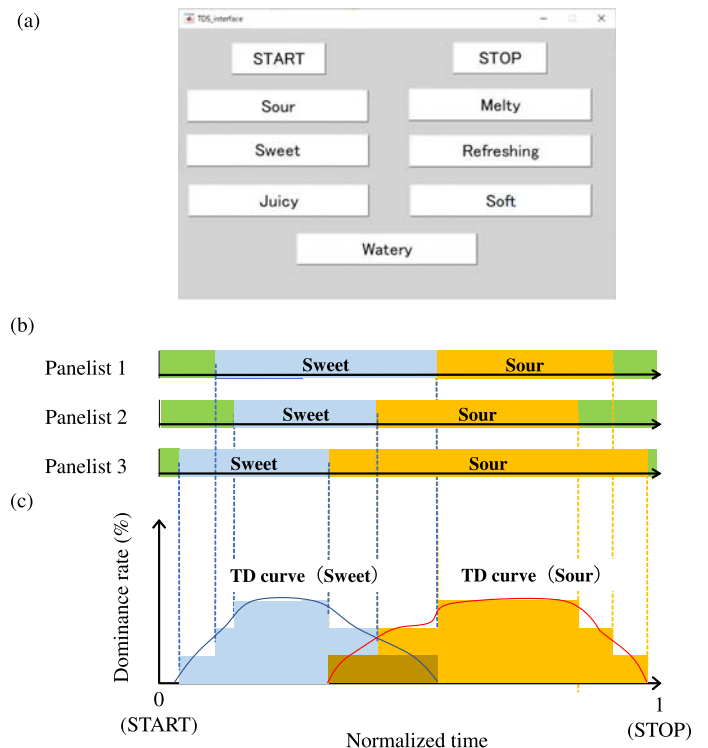 (a)
TDS_interface
START
STOP
Sour
Melty
Sweet
Refreshing
Juicy
Soft
Watery
(b)
Panelist 1
Sweet
Sour
Panelist 2
Sweet
Sour
Panelist 3
Sweet
Sour
(c)
Dominance rate (%)
TD curve（Sweet）
TD curve（Sour）
0
(START)
1
(STOP)
Normalized time